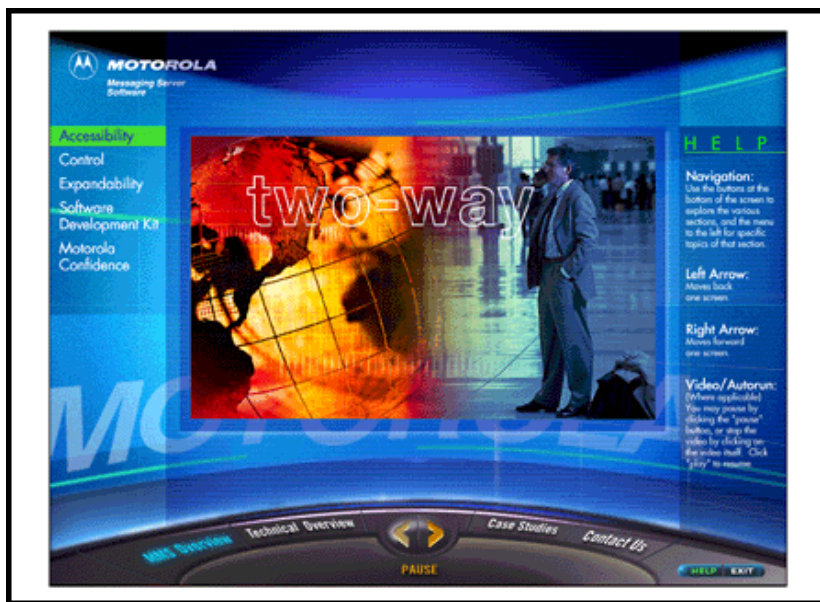 MOTOROLA
Messaging Server
Software
Accessibility
Control
Expandability
Software
Development Kit
Motorola
Confidence
two-way
HELP
Navigation:
Use the buttons at the
bottom of the screen to
explore the various
sections, and the menu
to the left for specific
topics of that section.
Left Arrow:
Moves back
one screen.
Right Arrow:
Moves forward
one screen.
Video/Autorun:
(Where applicable)
You may pause by
clicking the "pause"
button, or stop the
video by clicking on
the video itself. Click
"play" to resume
MOTOROLA
MMS Overview
Technical Overview
Case Studies
Contact Us
PAUSE
HELP EXIT